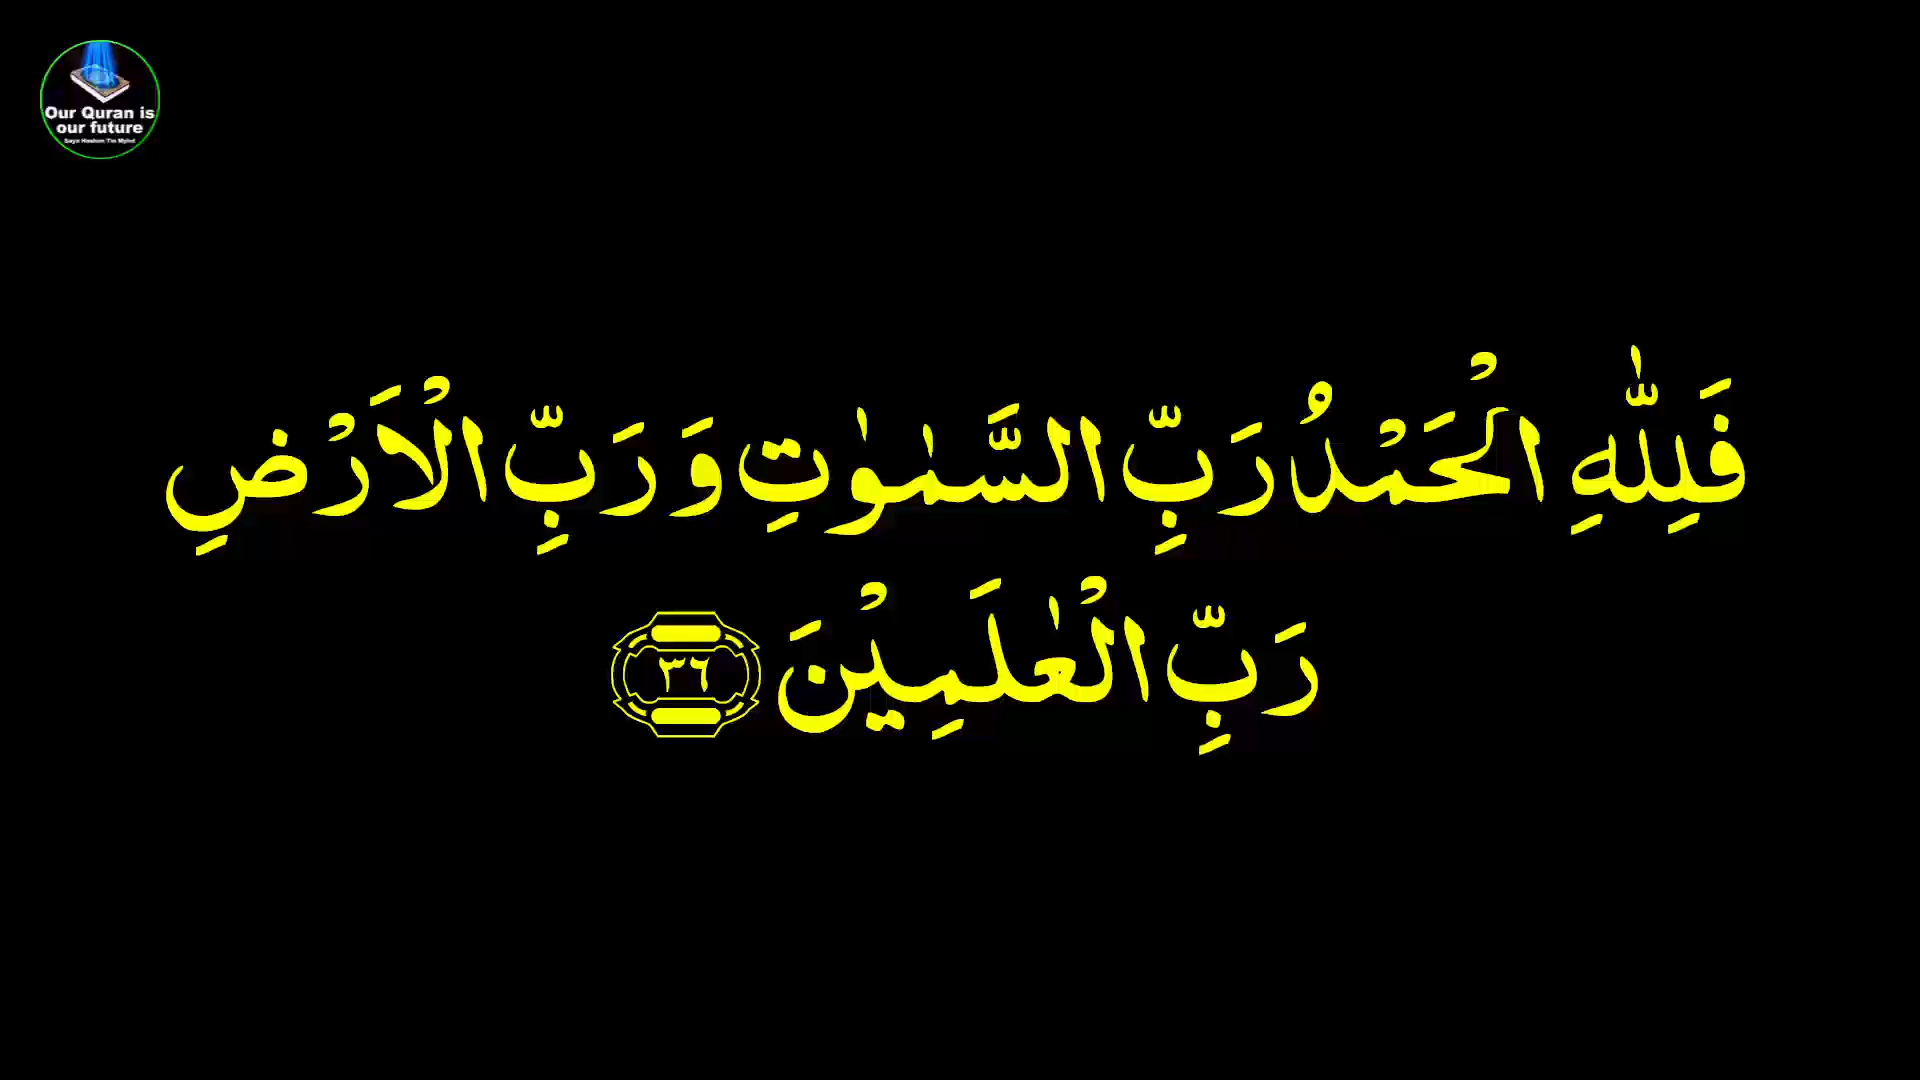 Our Quran is
our future
فَلِلّٰهِ الْحَمْدُ رَبِّ السَّمٰوٰتِ وَ رَبِّ الْاَرْضِ
رَبِّ الْعٰلَمِیْنَ ٣٦